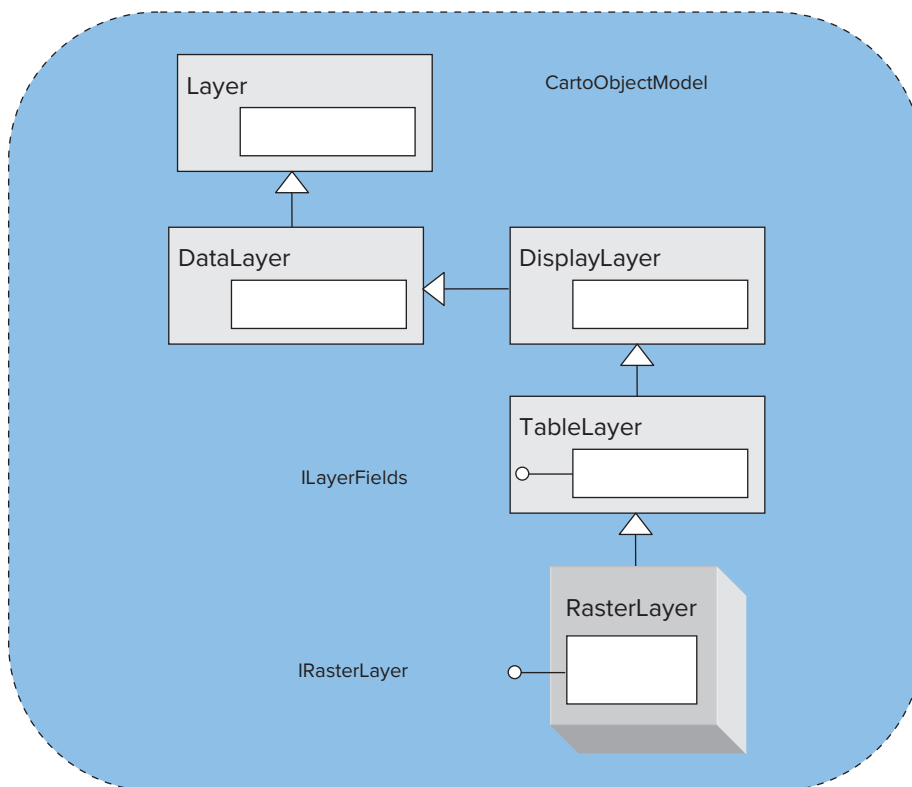 Layer
CartoObjectModel
DataLayer
DisplayLayer
TableLayer
ILayerFields
RasterLayer
IRasterLayer